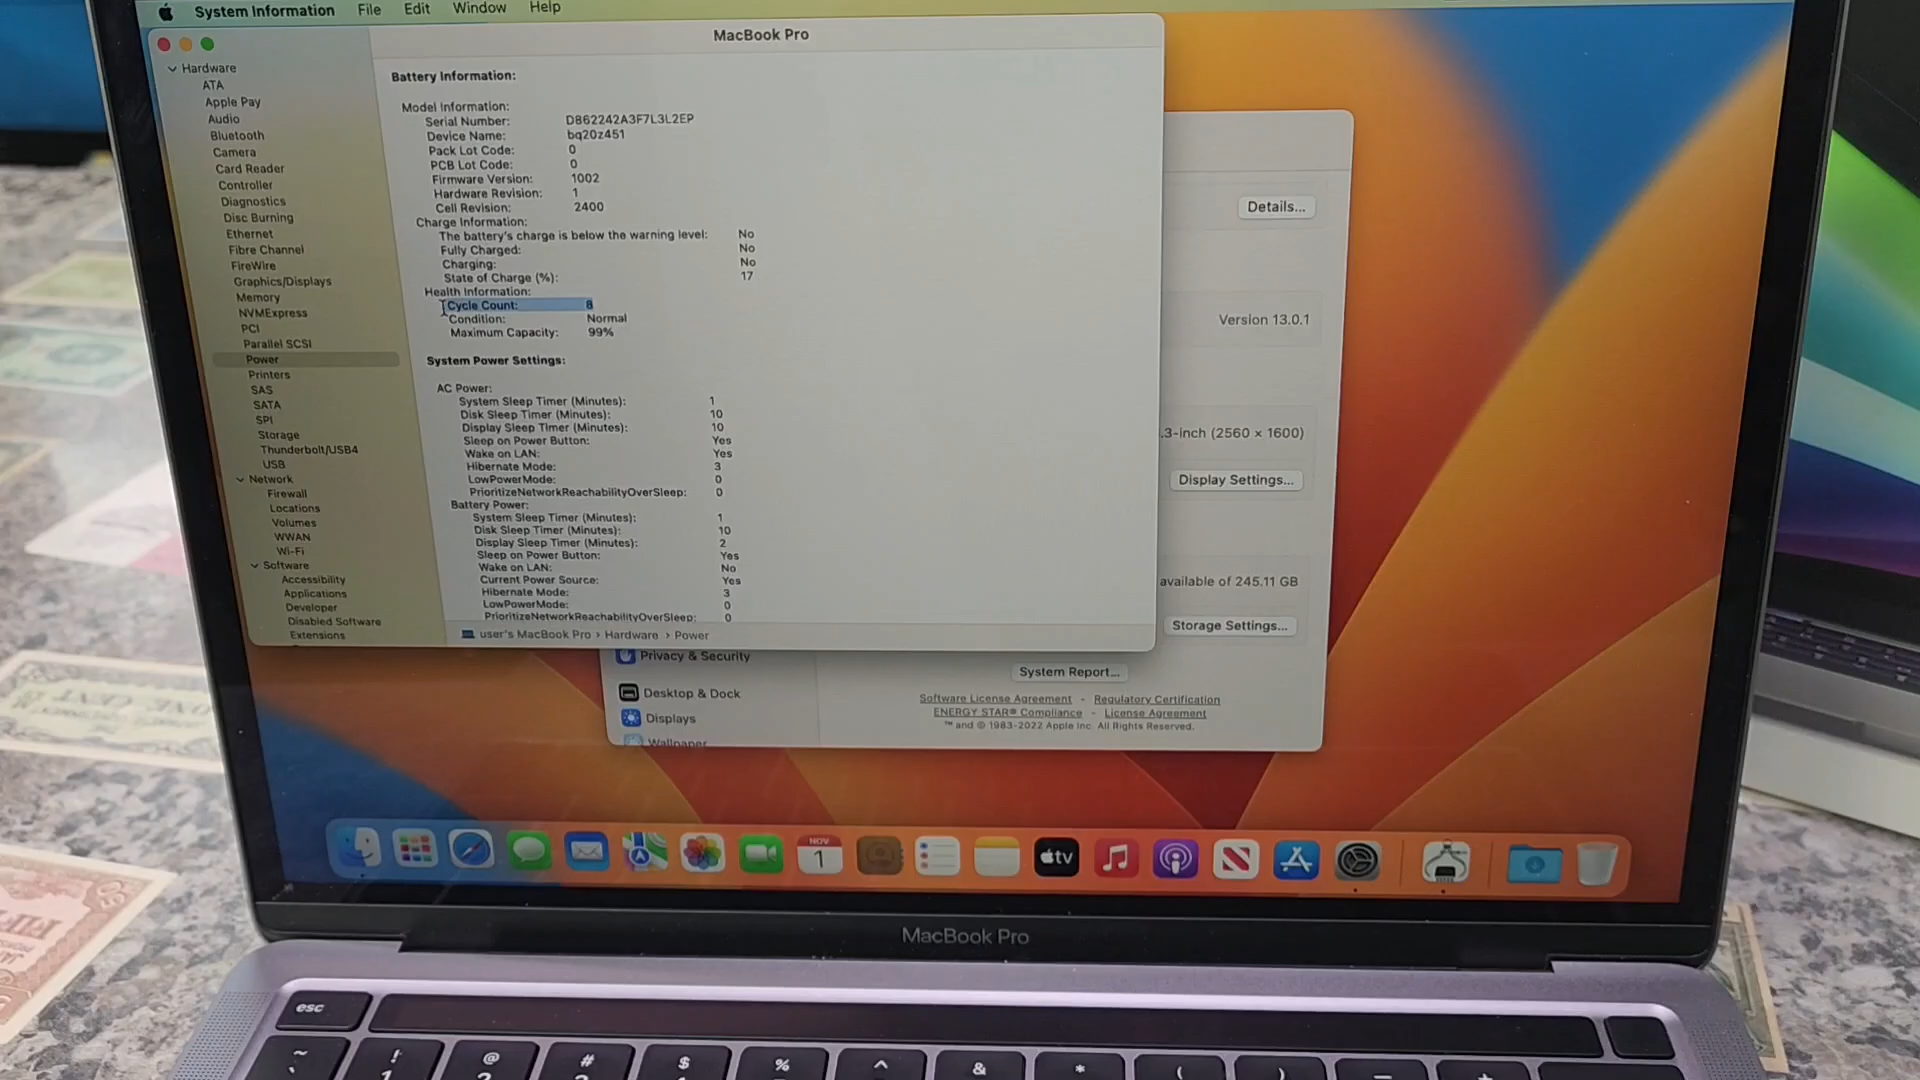 System Information File Edit Window Help
MacBook Pro
Hardware
ATA
Apple Pay
Audio
Bluetooth
Camera
Card Reader
Controller
Diagnostics
Disc Burning
Ethernet
Fibre Channel
FireWire
Graphics/Displays
Memory
NVMExpress
PCI
Parallel SCSI
Power
Printers
SAS
SATA
SPI
Storage
Thunderbolt/USB4
USB
Network
Firewall
Locations
Volumes
WWAN
Wi-Fi
Software
Accessibility
Applications
Developer
Disabled Software
Extensions
Battery Information:
Model Information:
Serial Number: D862242A3F7L3L2EP
Device Name: bq20z451
Pack Lot Code: 0
PCB Lot Code: 0
Firmware Version: 1002
Hardware Revision: 1
Cell Revision: 2400
Charge Information:
The battery's charge is below the warning level: No
Fully Charged: No
Charging: No
State of Charge (%): 17
Health Information:
Cycle Count: 8
Condition: Normal
Maximum Capacity: 99%
System Power Settings:
AC Power:
System Sleep Timer (Minutes): 1
Disk Sleep Timer (Minutes): 10
Display Sleep Timer (Minutes): 10
Sleep on Power Button: Yes
Wake on LAN: Yes
Hibernate Mode: 3
LowPowerMode: 0
PrioritizeNetworkReachabilityOverSleep: 0
Battery Power:
System Sleep Timer (Minutes): 1
Disk Sleep Timer (Minutes): 10
Display Sleep Timer (Minutes): 2
Sleep on Power Button: Yes
Wake on LAN: No
Current Power Source: Yes
Hibernate Mode: 3
LowPowerMode: 0
PrioritizeNetworkReachabilityOverSleep: 0
user's MacBook Pro › Hardware › Power
Details...
Version 13.0.1
.3-inch (2560 × 1600)
Display Settings...
available of 245.11 GB
Storage Settings...
Privacy & Security
Desktop & Dock
Displays
Wallpaper
System Report...
Software License Agreement - Regulatory Certification
ENERGY STAR® Compliance - License Agreement
™ and © 1983-2022 Apple Inc. All Rights Reserved.
NOV
1
tv
MacBook Pro
esc
~ ! @ # $ % ^ & * ( ) — +